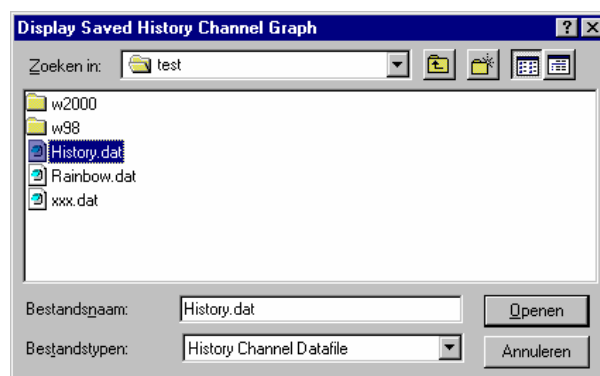 Display Saved History Channel Graph
Zoeken in: test
w2000
w98
History.dat
Rainbow.dat
xxx.dat
Bestandsnaam: History.dat Openen
Bestandstypen: History Channel Datafile Annuleren